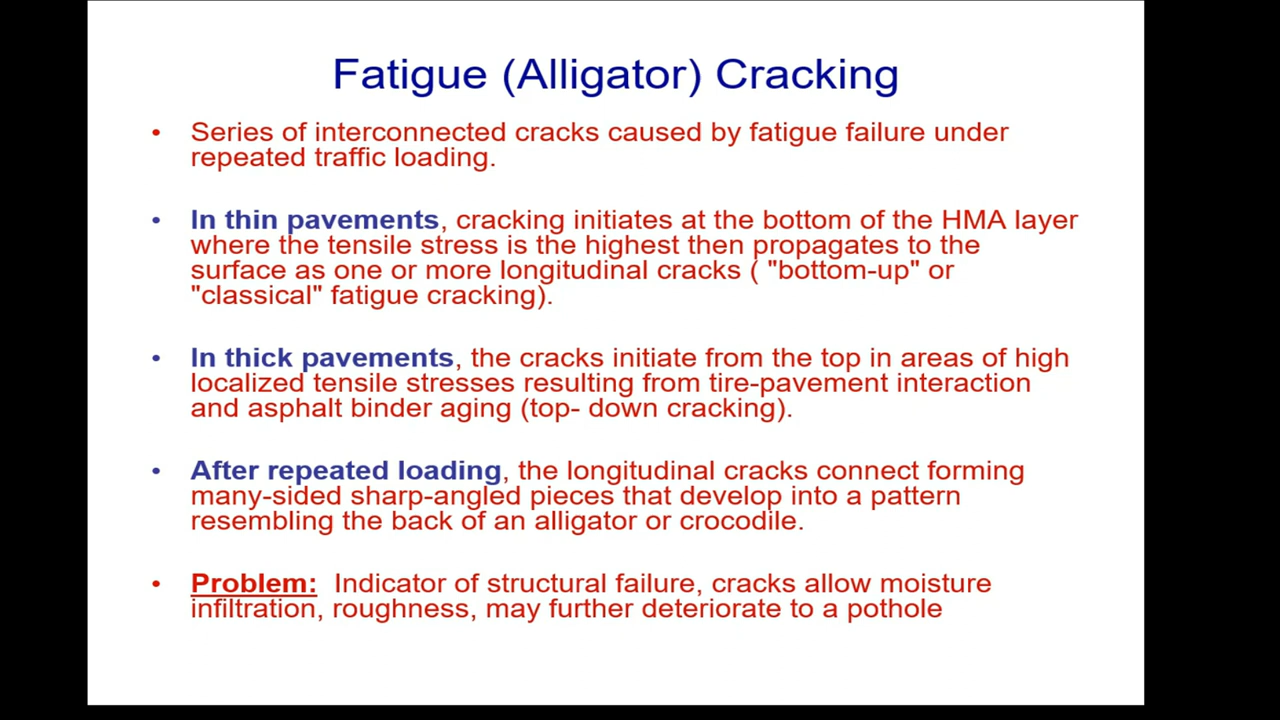 Fatigue (Alligator) Cracking
• Series of interconnected cracks caused by fatigue failure under
repeated traffic loading.
• In thin pavements, cracking initiates at the bottom of the HMA layer
where the tensile stress is the highest then propagates to the
surface as one or more longitudinal cracks ( "bottom-up" or
"classical" fatigue cracking).
• In thick pavements, the cracks initiate from the top in areas of high
localized tensile stresses resulting from tire-pavement interaction
and asphalt binder aging (top- down cracking).
• After repeated loading, the longitudinal cracks connect forming
many-sided sharp-angled pieces that develop into a pattern
resembling the back of an alligator or crocodile.
• Problem: Indicator of structural failure, cracks allow moisture
infiltration, roughness, may further deteriorate to a pothole